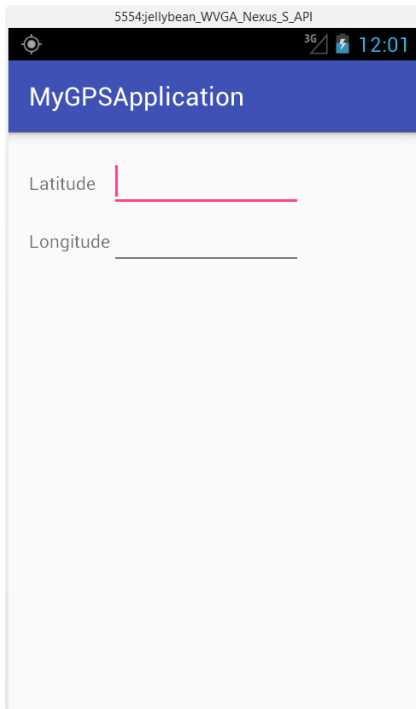 5554:jellybean_WVGA_Nexus_S_API
3G 12:01
MyGPSApplication
Latitude
Longitude